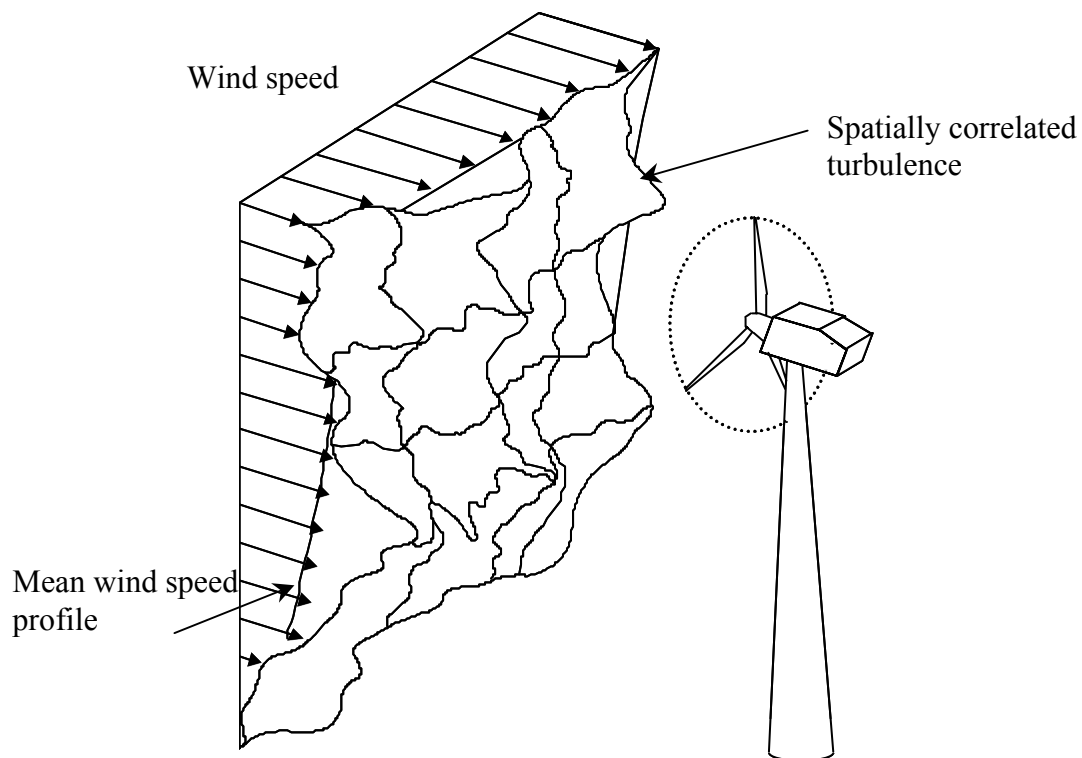 Wind speed
Spatially correlated
turbulence
Mean wind speed
profile